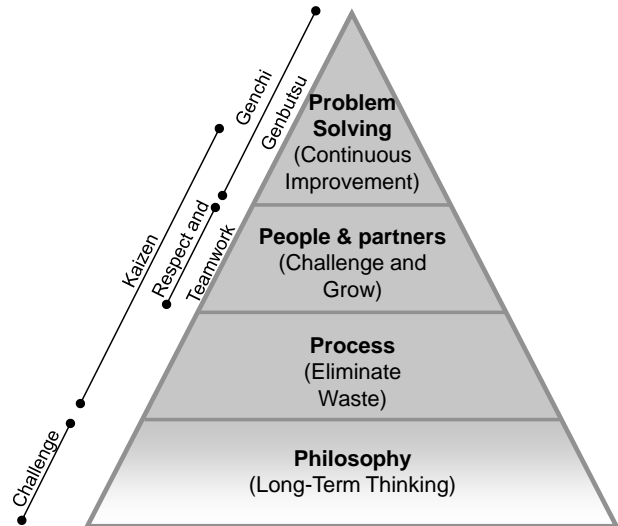 Genchi
Genbutsu
Problem
Solving
(Continuous
Improvement)
Kaizen
Respect and
Teamwork
People & partners
(Challenge and
Grow)
Process
(Eliminate
Waste)
Challenge
Philosophy
(Long-Term Thinking)